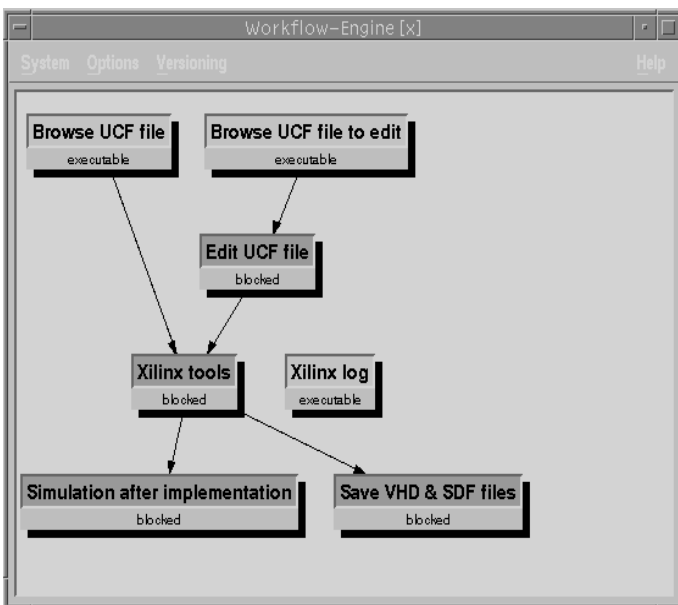 Workflow-Engine [x]
System Options Versioning Help
Browse UCF file
executable
Browse UCF file to edit
executable
Edit UCF file
blocked
Xilinx tools
blocked
Xilinx log
executable
Simulation after implementation
blocked
Save VHD & SDF files
blocked